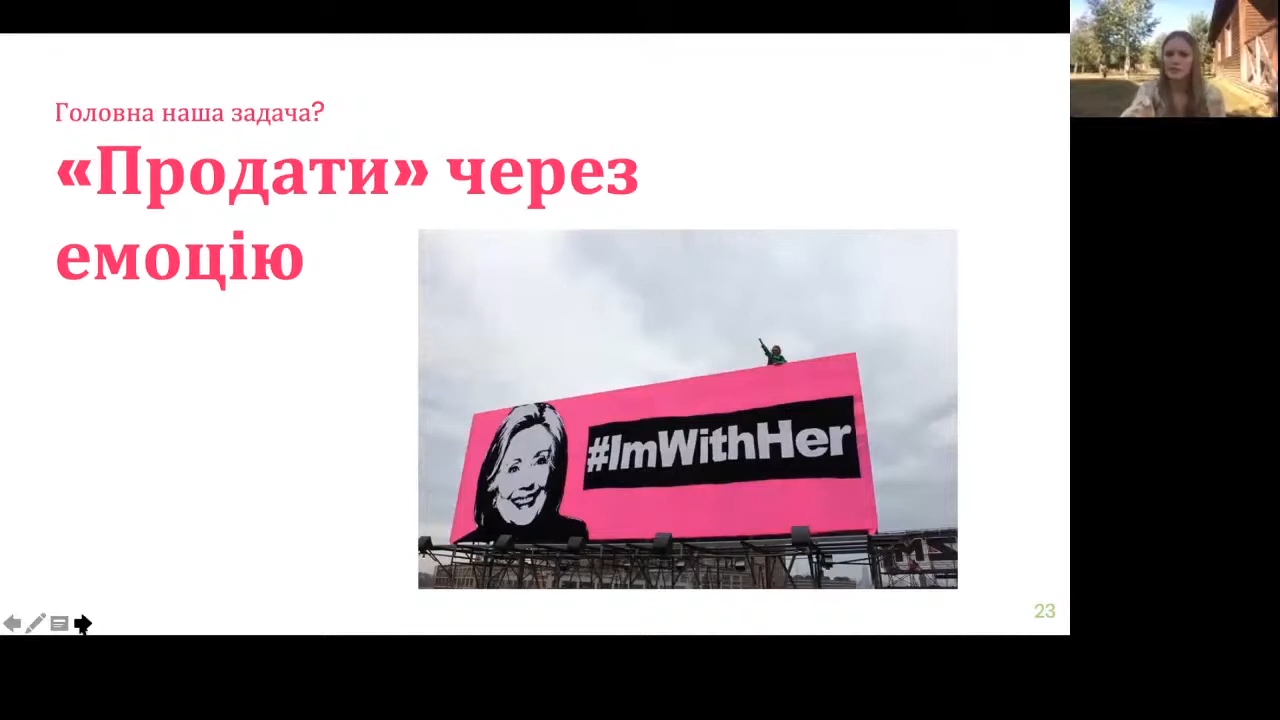 Головна наша задача?
«Продати» через
емоцію
#ImWithHer
23